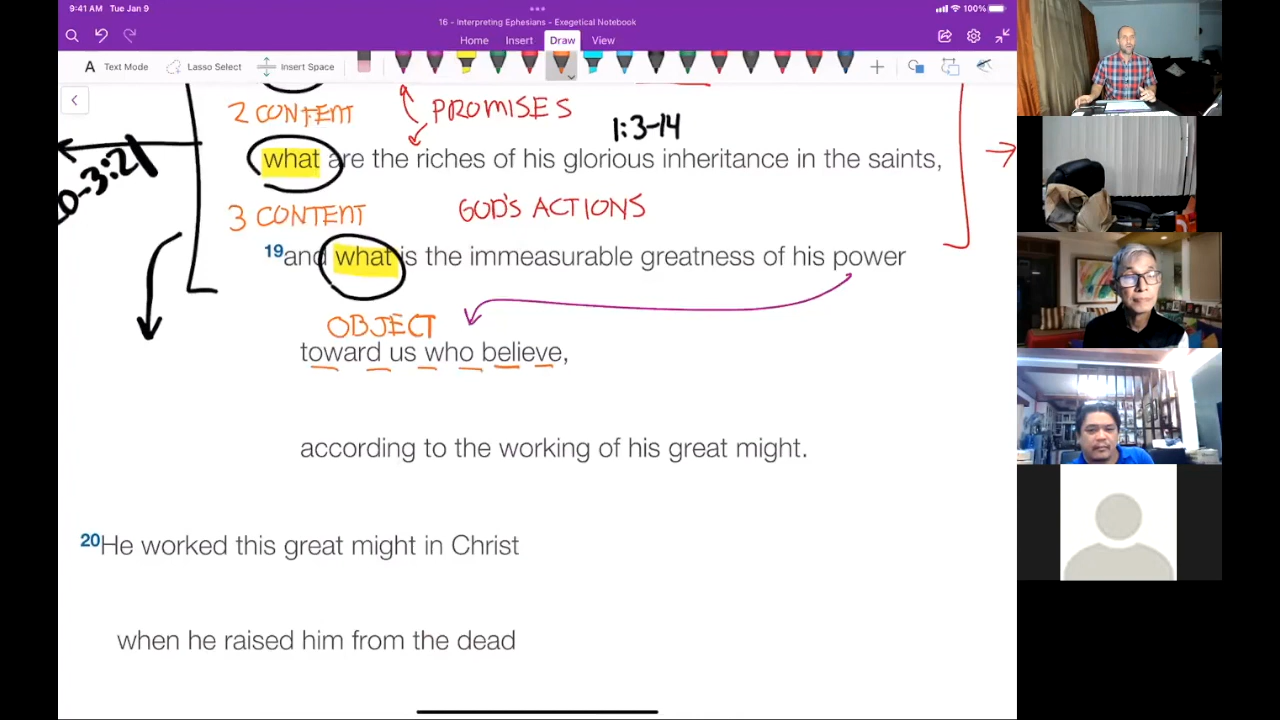 9:41 AM Tue Jan 9
100%
16 - Interpreting Ephesians - Exegetical Notebook
Home Insert Draw View
A Text Mode Lasso Select Insert Space
2 CONTENT PROMISES
1:3-14
what are the riches of his glorious inheritance in the saints,
3:21
3 CONTENT GOD'S ACTIONS
19and what is the immeasurable greatness of his power
OBJECT
toward us who believe,
according to the working of his great might.
20He worked this great might in Christ
when he raised him from the dead